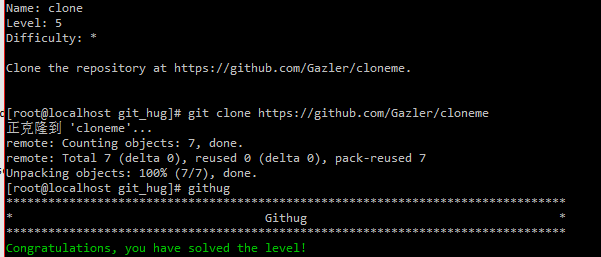 Name: clone
Level: 5
Difficulty: *
Clone the repository at https://github.com/Gazler/cloneme.
[root@localhost git_hug]# git clone https://github.com/Gazler/cloneme
正克隆到 'cloneme'...
remote: Counting objects: 7, done.
remote: Total 7 (delta 0), reused 0 (delta 0), pack-reused 7
Unpacking objects: 100% (7/7), done.
[root@localhost git_hug]# githug
********************************************************************************
* Githug *
********************************************************************************
Congratulations, you have solved the level!